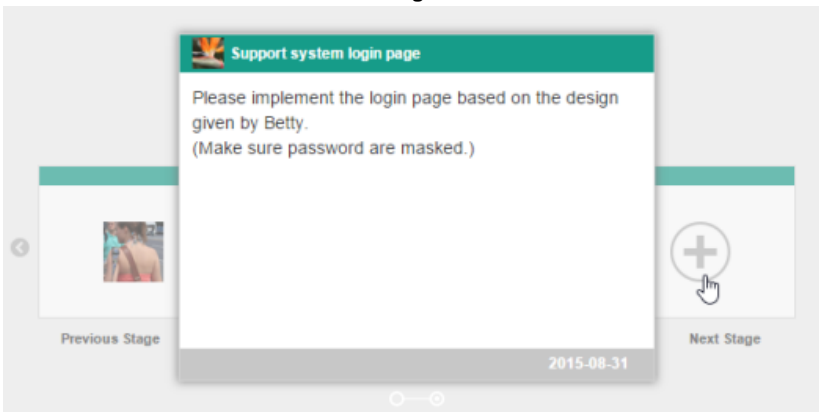 Support system login page
Please implement the login page based on the design
given by Betty.
(Make sure password are masked.)
Previous Stage
Next Stage
2015-08-31